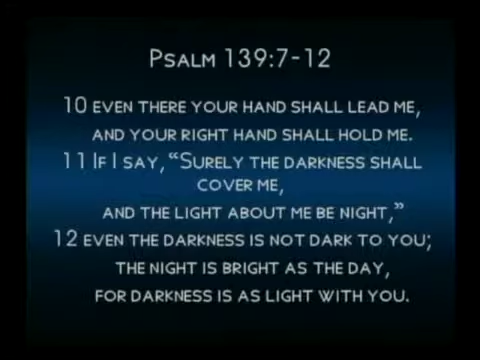 Psalm 139:7-12
10 even there your hand shall lead me,
and your right hand shall hold me.
11 If I say, “Surely the darkness shall
cover me,
and the light about me be night,”
12 even the darkness is not dark to you;
the night is bright as the day,
for darkness is as light with you.